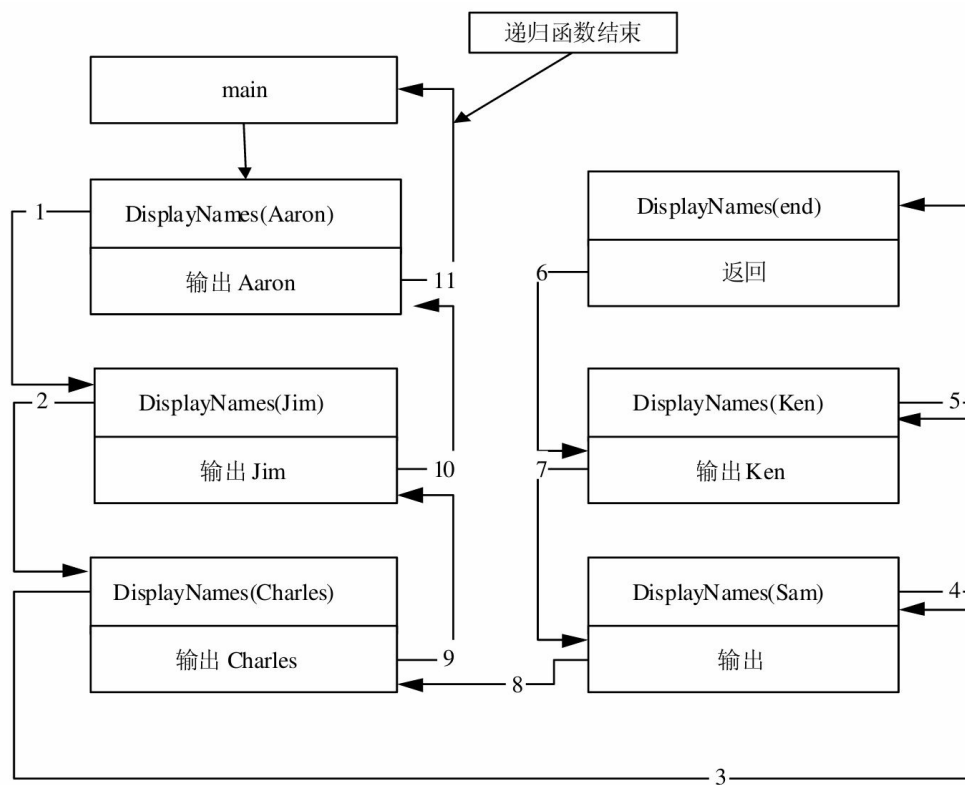 递归函数结束
main
1
DisplayNames(Aaron)
输出 Aaron
11
2
DisplayNames(Jim)
输出 Jim
10
DisplayNames(Charles)
输出 Charles
9
DisplayNames(end)
6
返回
DisplayNames(Ken)
5
7
输出 Ken
DisplayNames(Sam)
4
输出
8
3